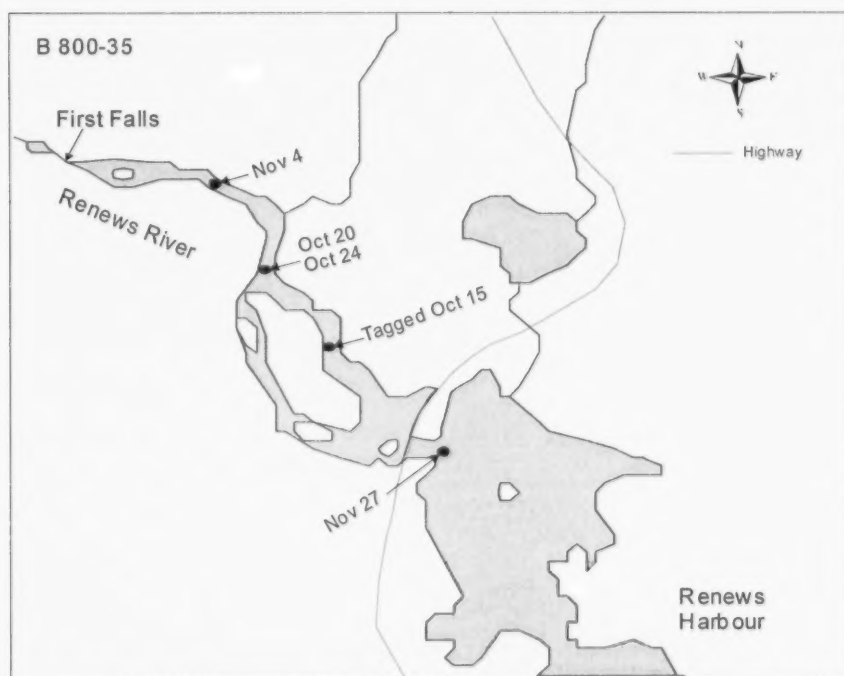 B 800-35
N
W
E
S
First Falls
Highway
Nov 4
Renews River
Oct 20
Oct 24
Tagged Oct 15
Nov 27
Renews
Harbour